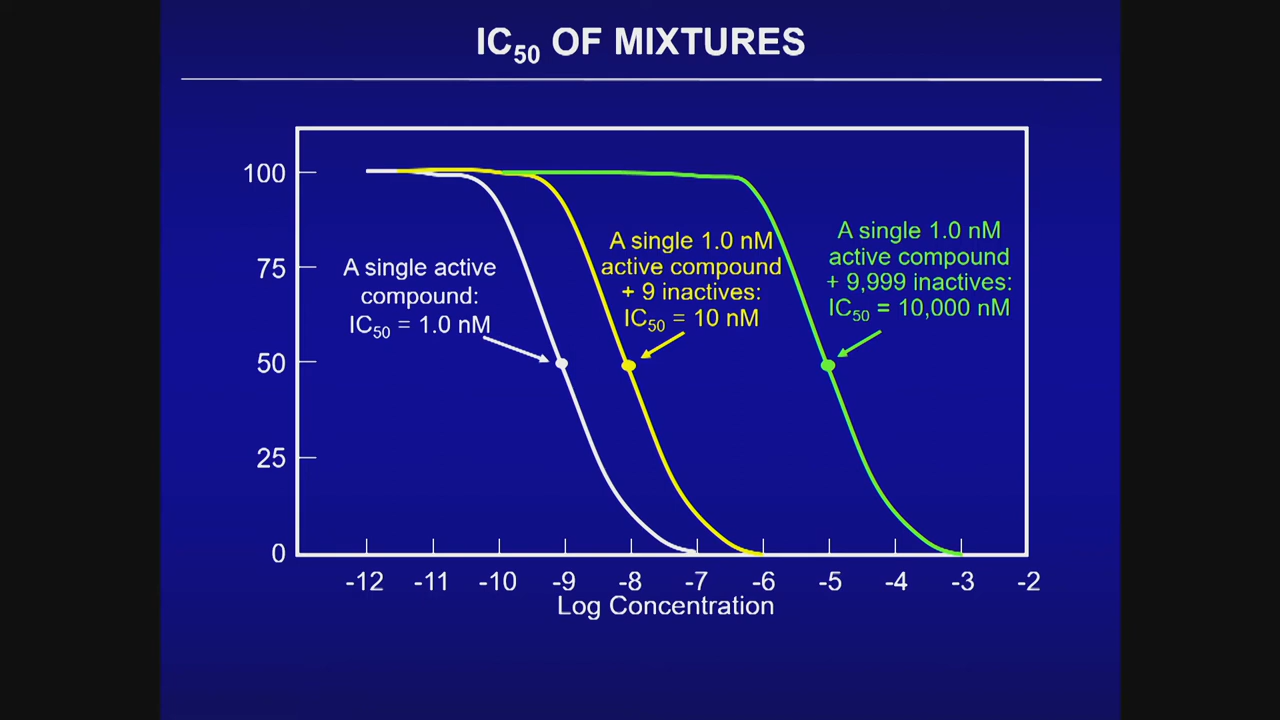 IC50 OF MIXTURES
100
75
50
25
0
A single active
compound:
IC50 = 1.0 nM
A single 1.0 nM
active compound
+ 9 inactives:
IC50 = 10 nM
A single 1.0 nM
active compound
+ 9,999 inactives:
IC50 = 10,000 nM
-12 -11 -10 -9 -8 -7 -6 -5 -4 -3 -2
Log Concentration